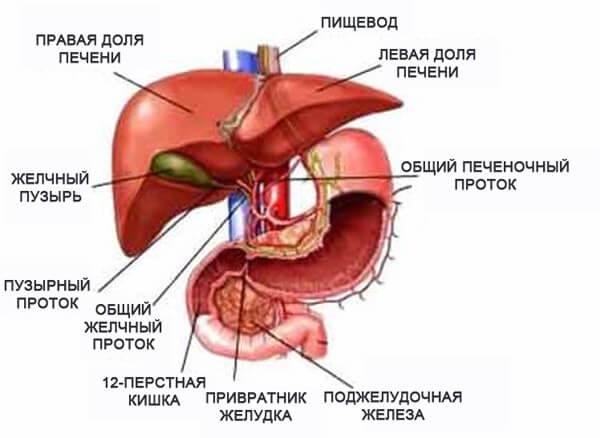 ПИЩЕВОД
ПРАВАЯ ДОЛЯ
ПЕЧЕНИ
ЛЕВАЯ ДОЛЯ
ПЕЧЕНИ
ЖЕЛЧНЫЙ
ПУЗЫРЬ
ОБЩИЙ ПЕЧЕНОЧНЫЙ
ПРОТОК
ПУЗЫРНЫЙ
ПРОТОК
ОБЩИЙ
ЖЕЛЧНЫЙ
ПРОТОК
12-ПЕРСТНАЯ
КИШКА
ПРИВРАТНИК
ЖЕЛУДКА
ПОДЖЕЛУДОЧНАЯ
ЖЕЛЕЗА